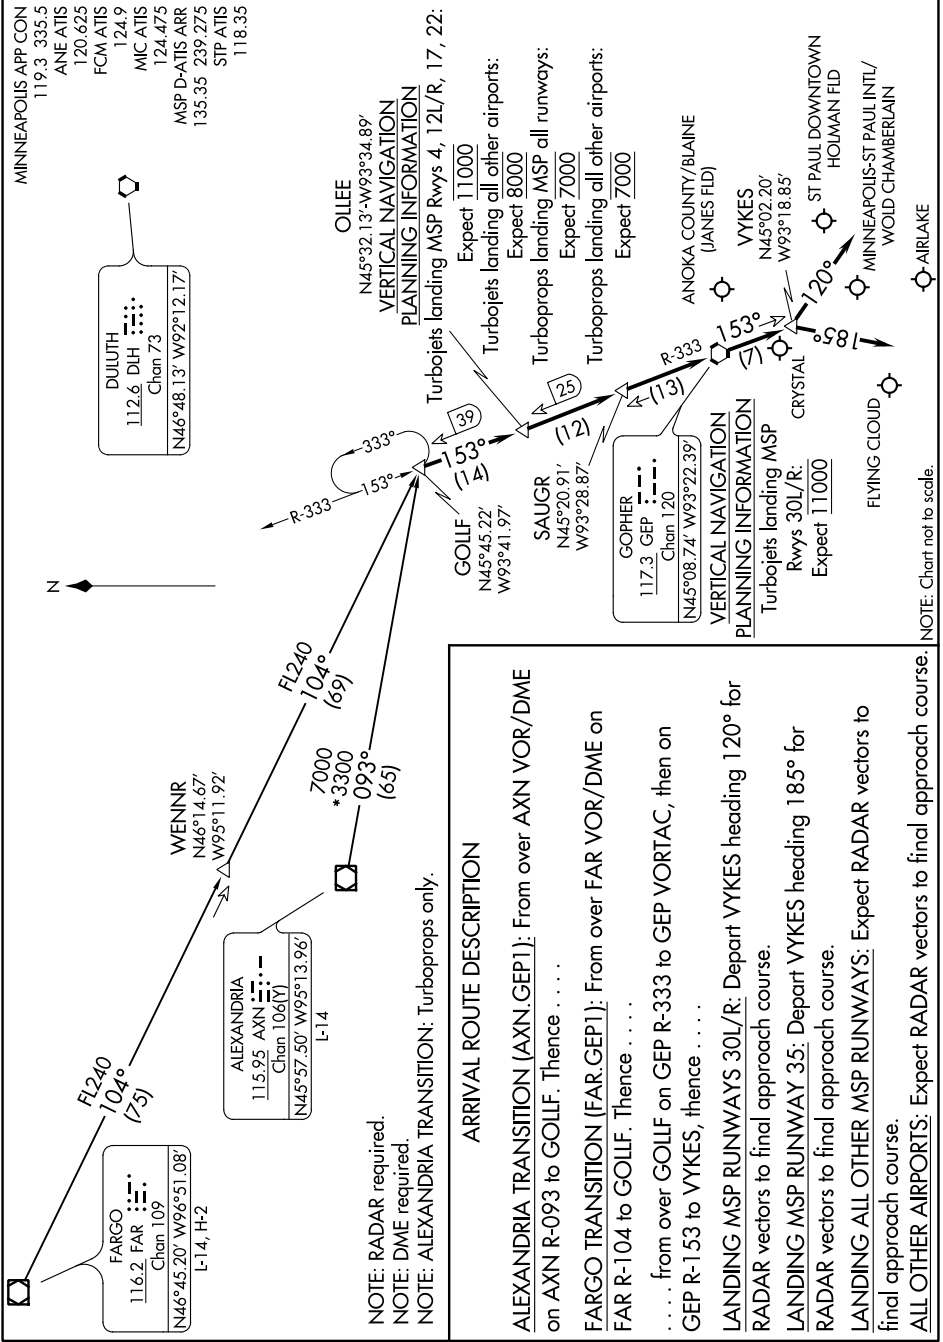 MINNEAPOLIS APP CON
119.3 335.5
ANE ATIS
120.625
FCM ATIS
124.9
MIC ATIS
124.475
MSP D-ATIS ARR
135.35 239.275
STP ATIS
118.35
DULUTH
112.6 DLH
Chan 73
N46°48.13' W92°12.17'
N
FARGO
116.2 FAR
Chan 109
N46°45.20' W96°51.08'
L-14, H-2
FL240
104°
(75)
WENNR
N46°14.67'
W95°11.92'
FL240
104°
(69)
ALEXANDRIA
115.95 AXN
Chan 106(Y)
N45°57.50' W95°13.96'
L-14
7000
*3300
093°
(65)
R-333
153°
333°
GOLLF
N45°45.22'
W93°41.97'
39
153°
(14)
OLLEE
N45°32.13'-W93°34.89'
VERTICAL NAVIGATION
PLANNING INFORMATION
Turbojets landing MSP Rwys 4, 12L/R, 17, 22:
Expect 11000
Turbojets landing all other airports:
Expect 8000
Turboprops landing MSP all runways:
Expect 7000
Turboprops landing all other airports:
Expect 7000
25
(12)
SAUGR
N45°20.91'
W93°28.87'
(13)
R-333
GOPHER
117.3 GEP
Chan 120
N45°08.74' W93°22.39'
153°
(7)
VERTICAL NAVIGATION
PLANNING INFORMATION
Turbojets landing MSP
Rwys 30L/R:
Expect 11000
ANOKA COUNTY/BLAINE
(JANES FLD)
VYKES
N45°02.20'
W93°18.85'
CRYSTAL
120°
185°
ST PAUL DOWNTOWN
HOLMAN FLD
MINNEAPOLIS-ST PAUL INTL/
WOLD CHAMBERLAIN
FLYING CLOUD
AIRLAKE
NOTE: RADAR required.
NOTE: DME required.
NOTE: ALEXANDRIA TRANSITION: Turboprops only.
ARRIVAL ROUTE DESCRIPTION
ALEXANDRIA TRANSITION (AXN.GEP1): From over AXN VOR/DME
on AXN R-093 to GOLLF. Thence . . . .
FARGO TRANSITION (FAR.GEP1): From over FAR VOR/DME on
FAR R-104 to GOLLF. Thence . . . .
. . . . from over GOLLF on GEP R-333 to GEP VORTAC, then on
GEP R-153 to VYKES, thence . . . .
LANDING MSP RUNWAYS 30L/R: Depart VYKES heading 120° for
RADAR vectors to final approach course.
LANDING MSP RUNWAY 35: Depart VYKES heading 185° for
RADAR vectors to final approach course.
LANDING ALL OTHER MSP RUNWAYS: Expect RADAR vectors to
final approach course.
ALL OTHER AIRPORTS: Expect RADAR vectors to final approach course.
NOTE: Chart not to scale.